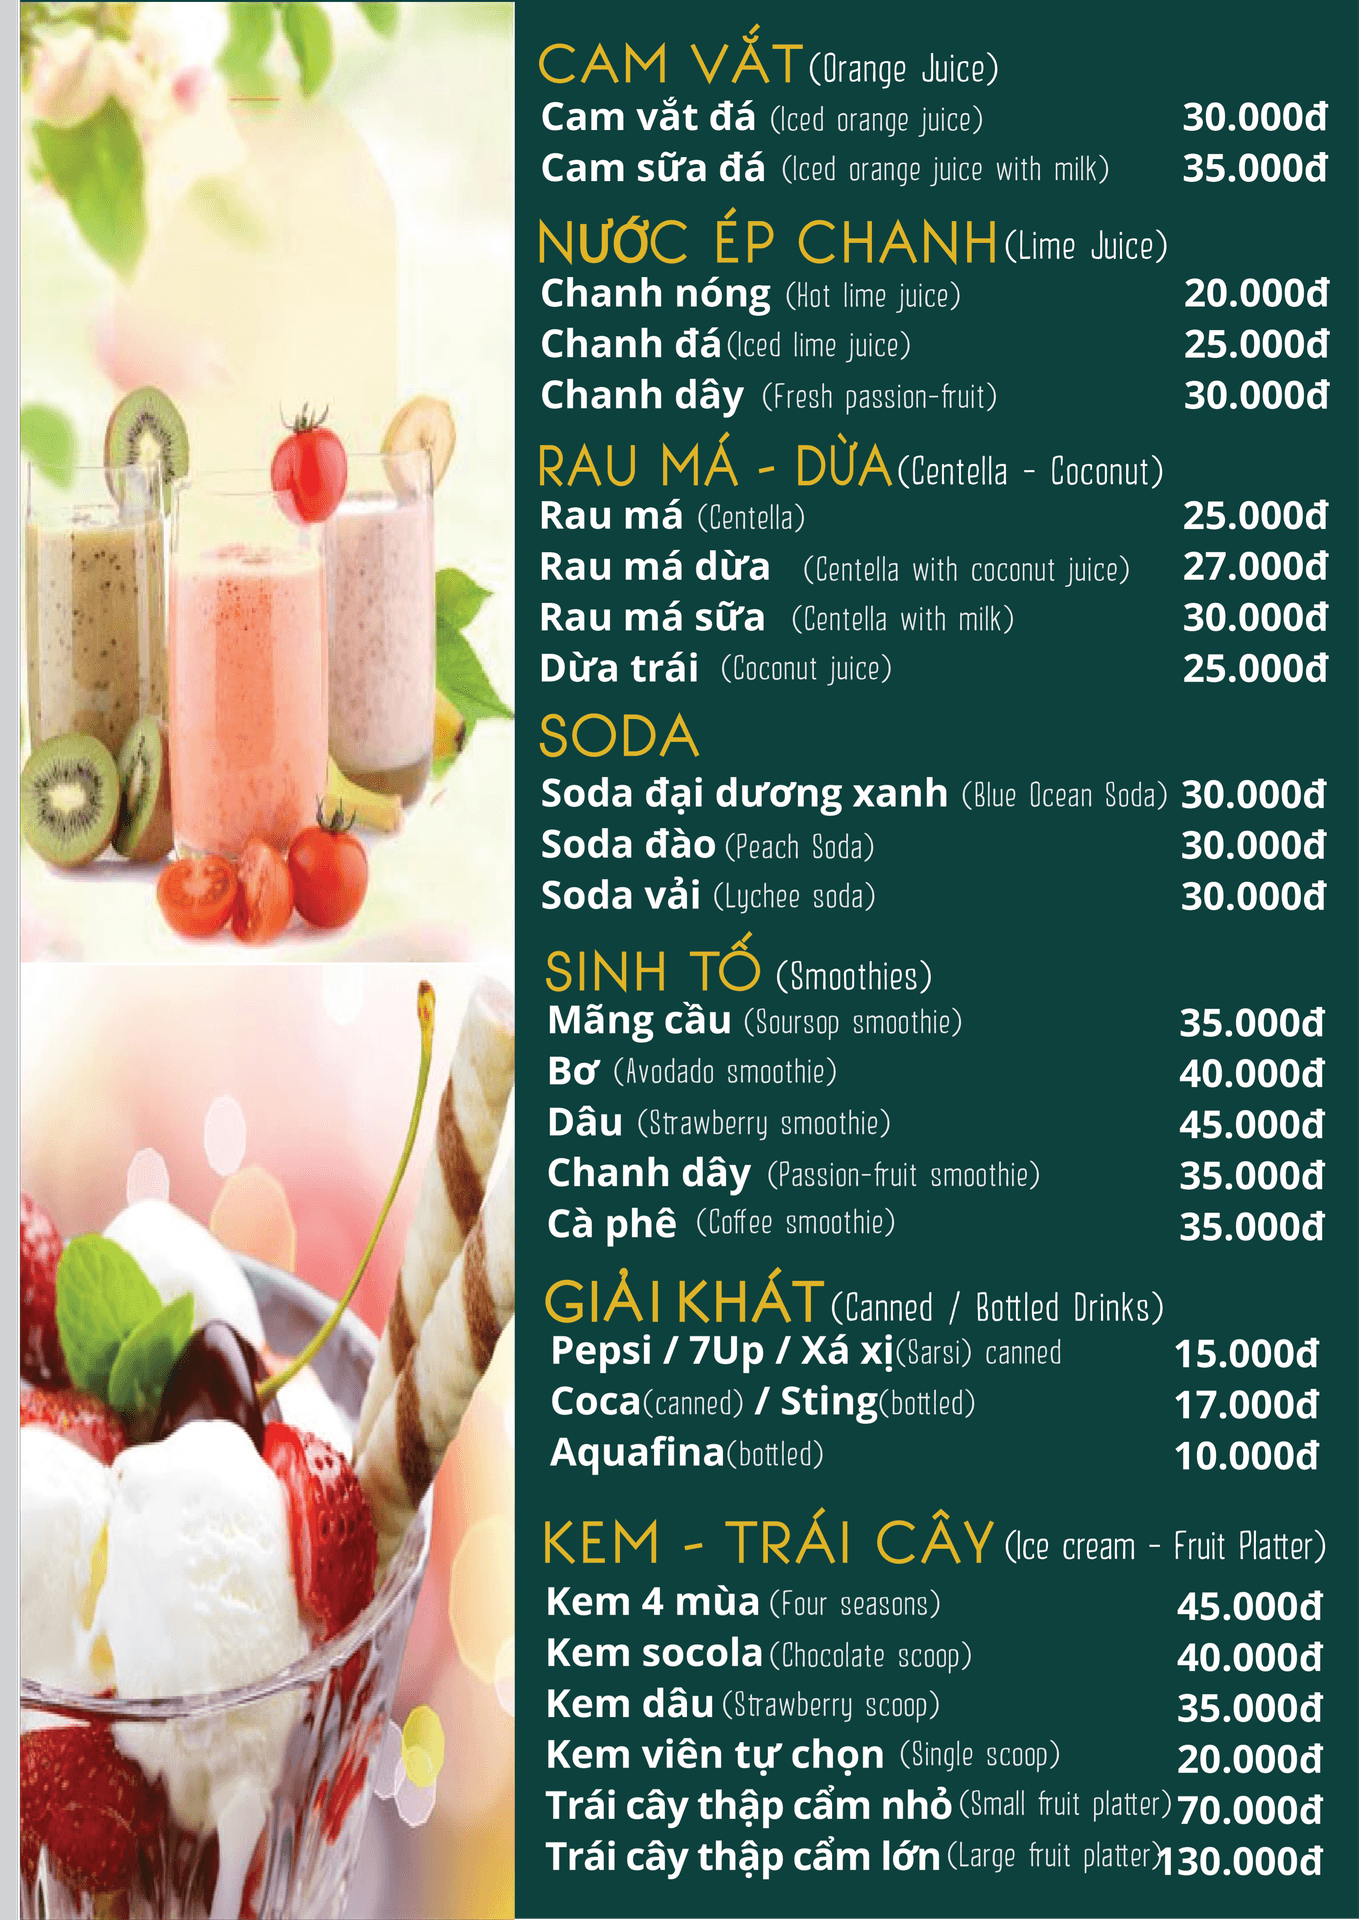 CAM VẮT (Orange Juice)
Cam vắt đá (Iced orange juice) 30.000đ
Cam sữa đá (Iced orange juice with milk) 35.000đ
NƯỚC ÉP CHANH (Lime Juice)
Chanh nóng (Hot lime juice) 20.000đ
Chanh đá (Iced lime juice) 25.000đ
Chanh dây (Fresh passion-fruit) 30.000đ
RAU MÁ - DỪA (Centella - Coconut)
Rau má (Centella) 25.000đ
Rau má dừa (Centella with coconut juice) 27.000đ
Rau má sữa (Centella with milk) 30.000đ
Dừa trái (Coconut juice) 25.000đ
SODA
Soda đại dương xanh (Blue Ocean Soda) 30.000đ
Soda đào (Peach Soda) 30.000đ
Soda vải (Lychee soda) 30.000đ
SINH TỐ (Smoothies)
Mãng cầu (Soursop smoothie) 35.000đ
Bơ (Avodado smoothie) 40.000đ
Dâu (Strawberry smoothie) 45.000đ
Chanh dây (Passion-fruit smoothie) 35.000đ
Cà phê (Coffee smoothie) 35.000đ
GIẢI KHÁT (Canned / Bottled Drinks)
Pepsi / 7Up / Xá xị (Sarsi) canned 15.000đ
Coca (canned) / Sting (bottled) 17.000đ
Aquafina (bottled) 10.000đ
KEM - TRÁI CÂY (Ice cream - Fruit Platter)
Kem 4 mùa (Four seasons) 45.000đ
Kem socola (Chocolate scoop) 40.000đ
Kem dâu (Strawberry scoop) 35.000đ
Kem viên tự chọn (Single scoop) 20.000đ
Trái cây thập cẩm nhỏ (Small fruit platter) 70.000đ
Trái cây thập cẩm lớn (Large fruit platter) 130.000đ